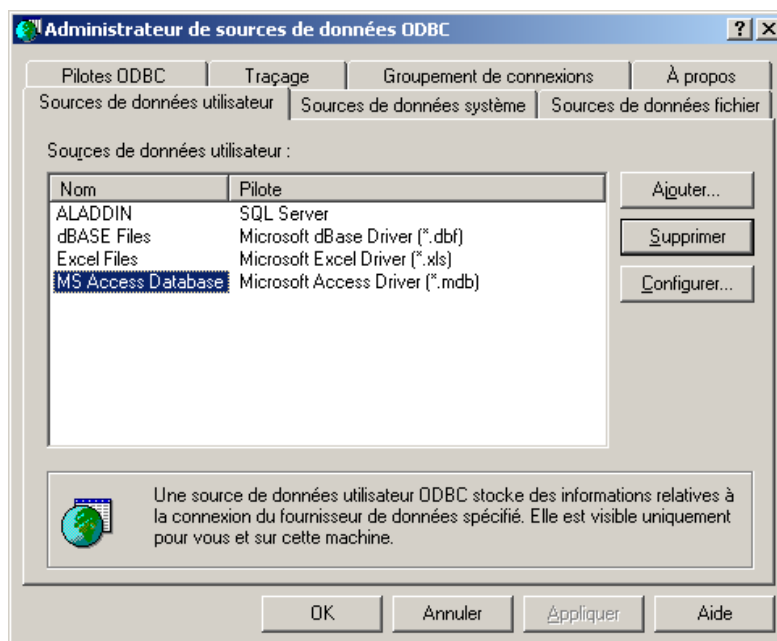 Administrateur de sources de données ODBC
Pilotes ODBC Traçage Groupement de connexions À propos
Sources de données utilisateur Sources de données système Sources de données fichier
Sources de données utilisateur :
Nom Pilote
ALADDIN SQL Server
dBASE Files Microsoft dBase Driver (*.dbf)
Excel Files Microsoft Excel Driver (*.xls)
MS Access Database Microsoft Access Driver (*.mdb)
Ajouter...
Supprimer
Configurer...
Une source de données utilisateur ODBC stocke des informations relatives à
la connexion du fournisseur de données spécifié. Elle est visible uniquement
pour vous et sur cette machine.
OK Annuler Appliquer Aide